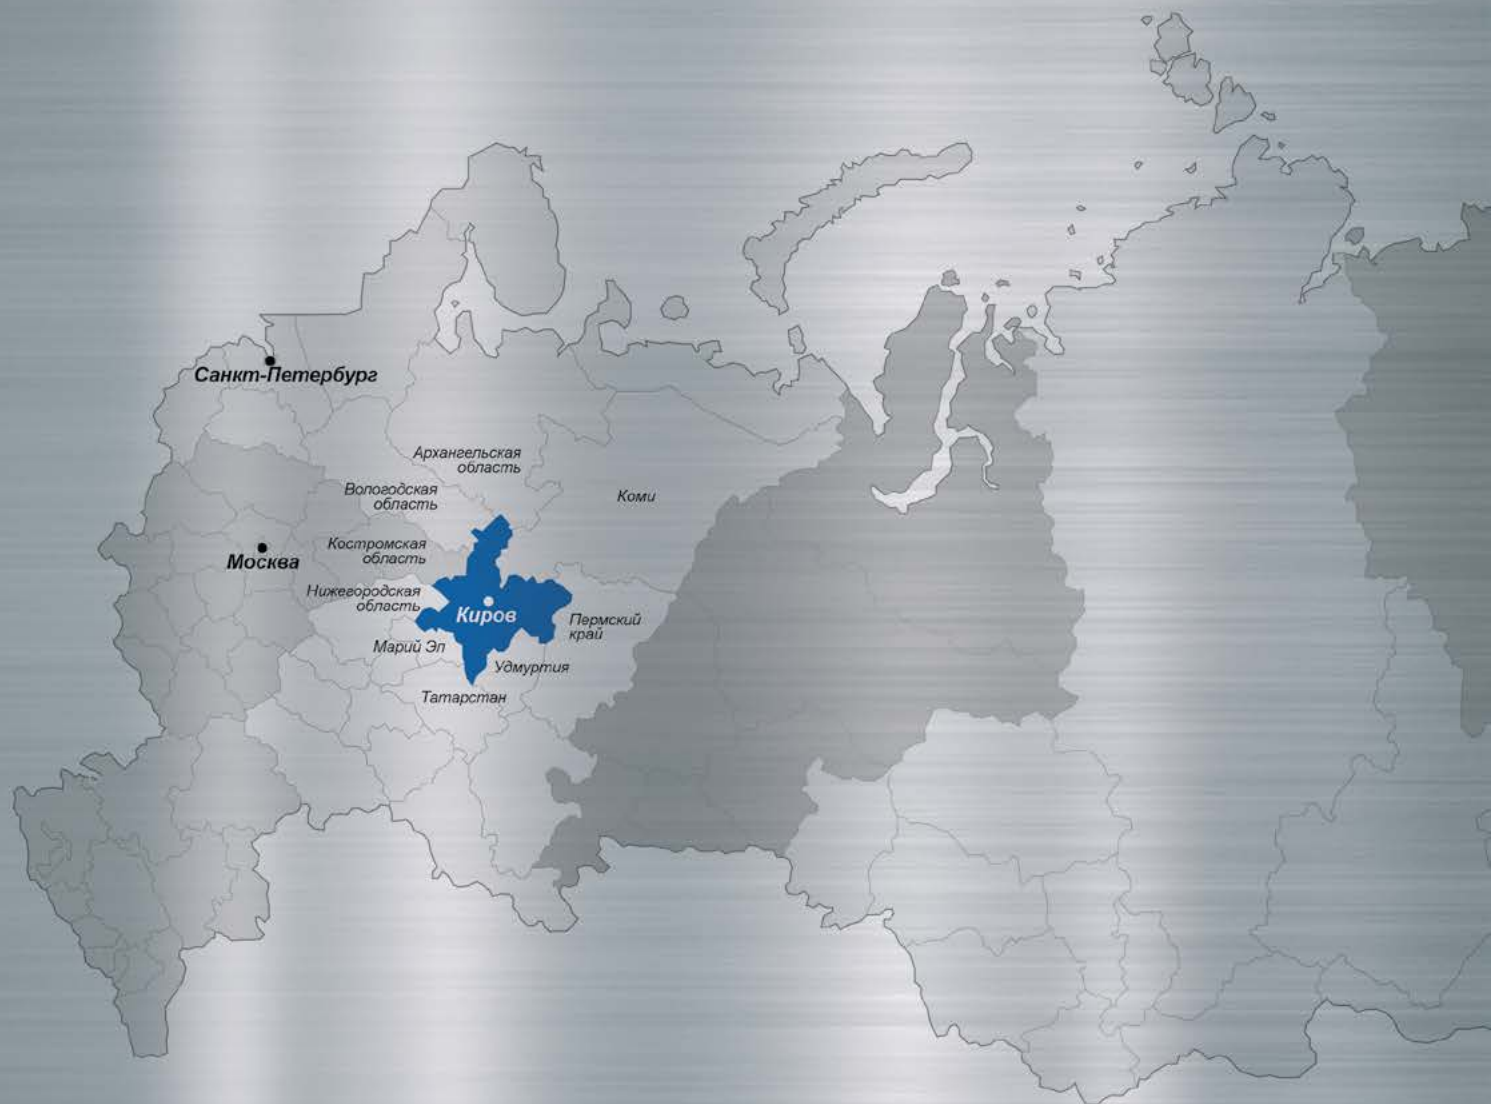 Санкт-Петербург
Архангельская
область
Вологодская
область
Коми
Костромская
область
Москва
Нижегородская
область
Киров
Пермский
край
Марий Эл
Удмуртия
Татарстан